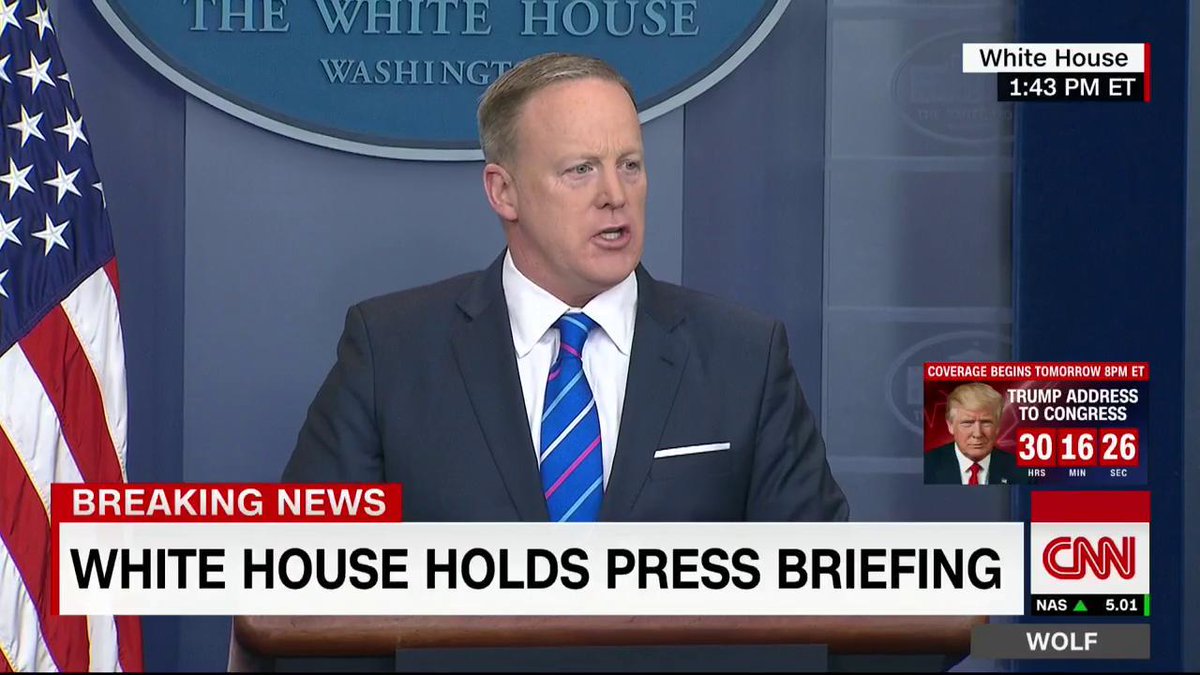 THE WHITE HOUSE
WASHINGTON
White House
1:43 PM ET
COVERAGE BEGINS TOMORROW 8PM ET
TRUMP ADDRESS
TO CONGRESS
30 16 26
HRS MIN SEC
BREAKING NEWS
WHITE HOUSE HOLDS PRESS BRIEFING
CNN
NAS ▲ 5.01
WOLF